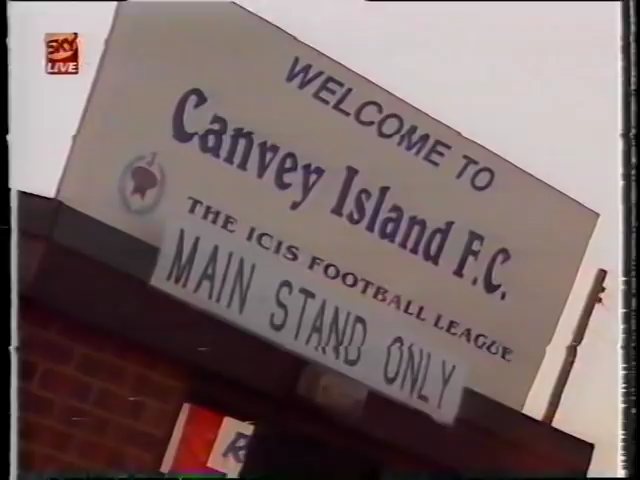 SKY
LIVE
WELCOME TO
Canvey Island F.C.
THE ICIS FOOTBALL LEAGUE
MAIN STAND ONLY
R